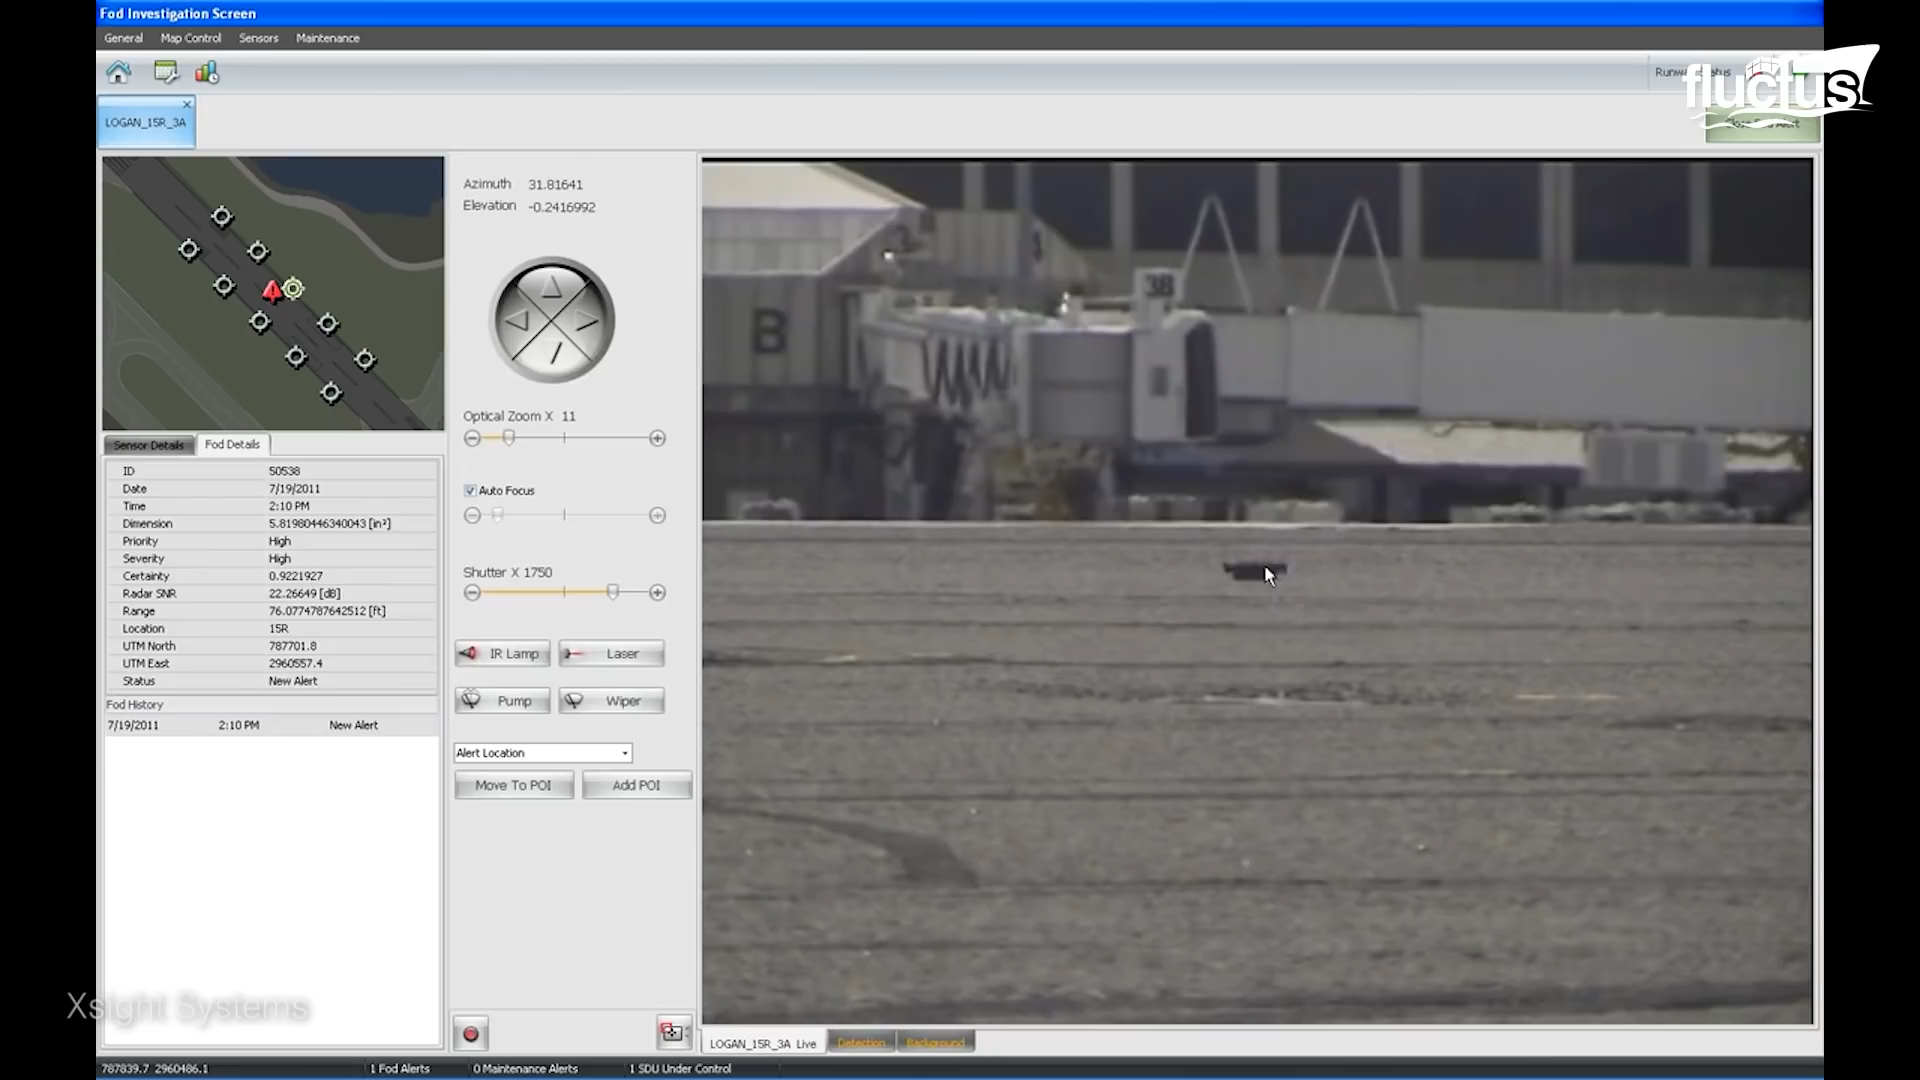 Fod Investigation Screen
General Map Control Sensors Maintenance
fluctus
LOGAN_15R_3A
Azimuth 31.81641
Elevation -0.2416992
Optical Zoom X 11
Auto Focus
Shutter X 1750
IR Lamp Laser
Pump Wiper
Alert Location
Move To POI Add POI
Sensor Details Fod Details
ID 50538
Date 7/19/2011
Time 2:10 PM
Dimension 5.81980446340043 [in²]
Priority High
Severity High
Certainty 0.9221927
Radar SNR 22.26649 [dB]
Range 76.0774787642512 [ft]
Location 15R
UTM North 787701.8
UTM East 2960557.4
Status New Alert
Fod History
7/19/2011 2:10 PM New Alert
B
3B
Xsight Systems
LOGAN_15R_3A Live Detection Background
787839.7 2960486.1 1 Fod Alerts 0 Maintenance Alerts 1 SDU Under Control